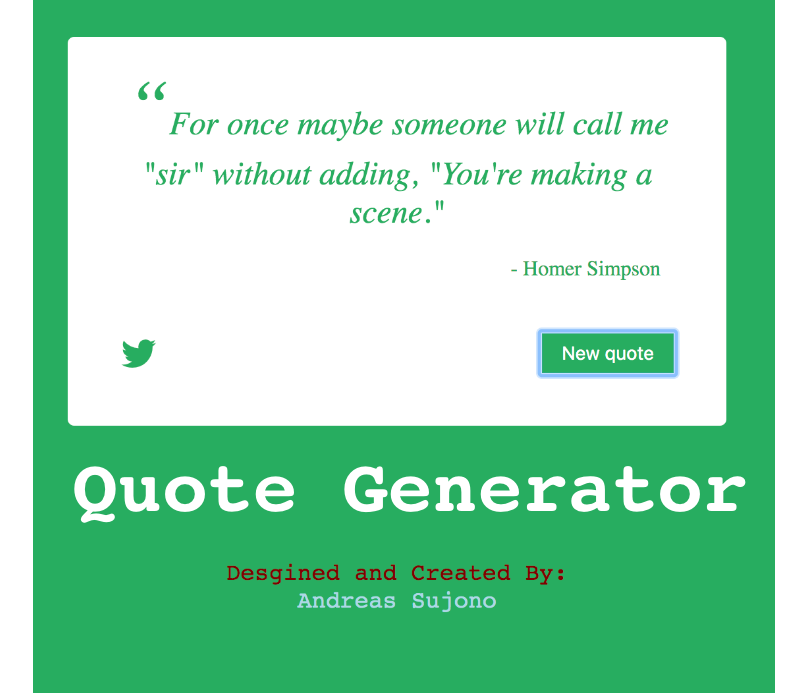 “For once maybe someone will call me
"sir" without adding, "You're making a
scene."
- Homer Simpson
New quote
Quote Generator
Desgined and Created By:
Andreas Sujono